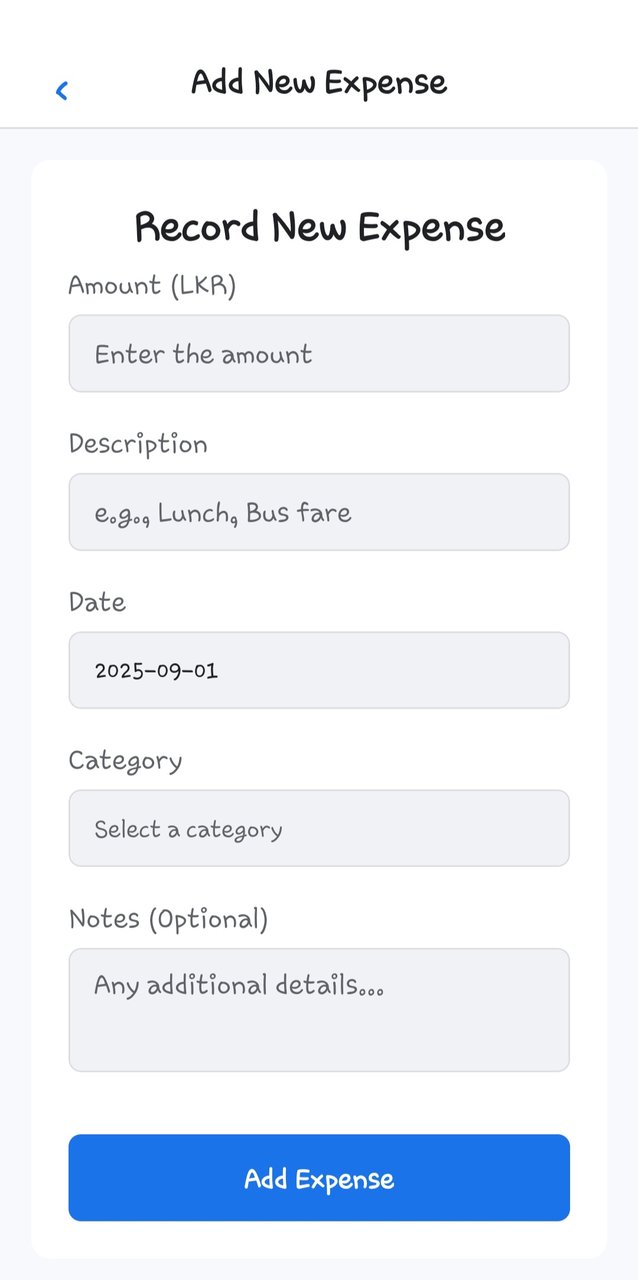 Add New Expense
Record New Expense
Amount (LKR)
Enter the amount
Description
e.g., Lunch, Bus fare
Date
2025-09-01
Category
Select a category
Notes (Optional)
Any additional details...
Add Expense